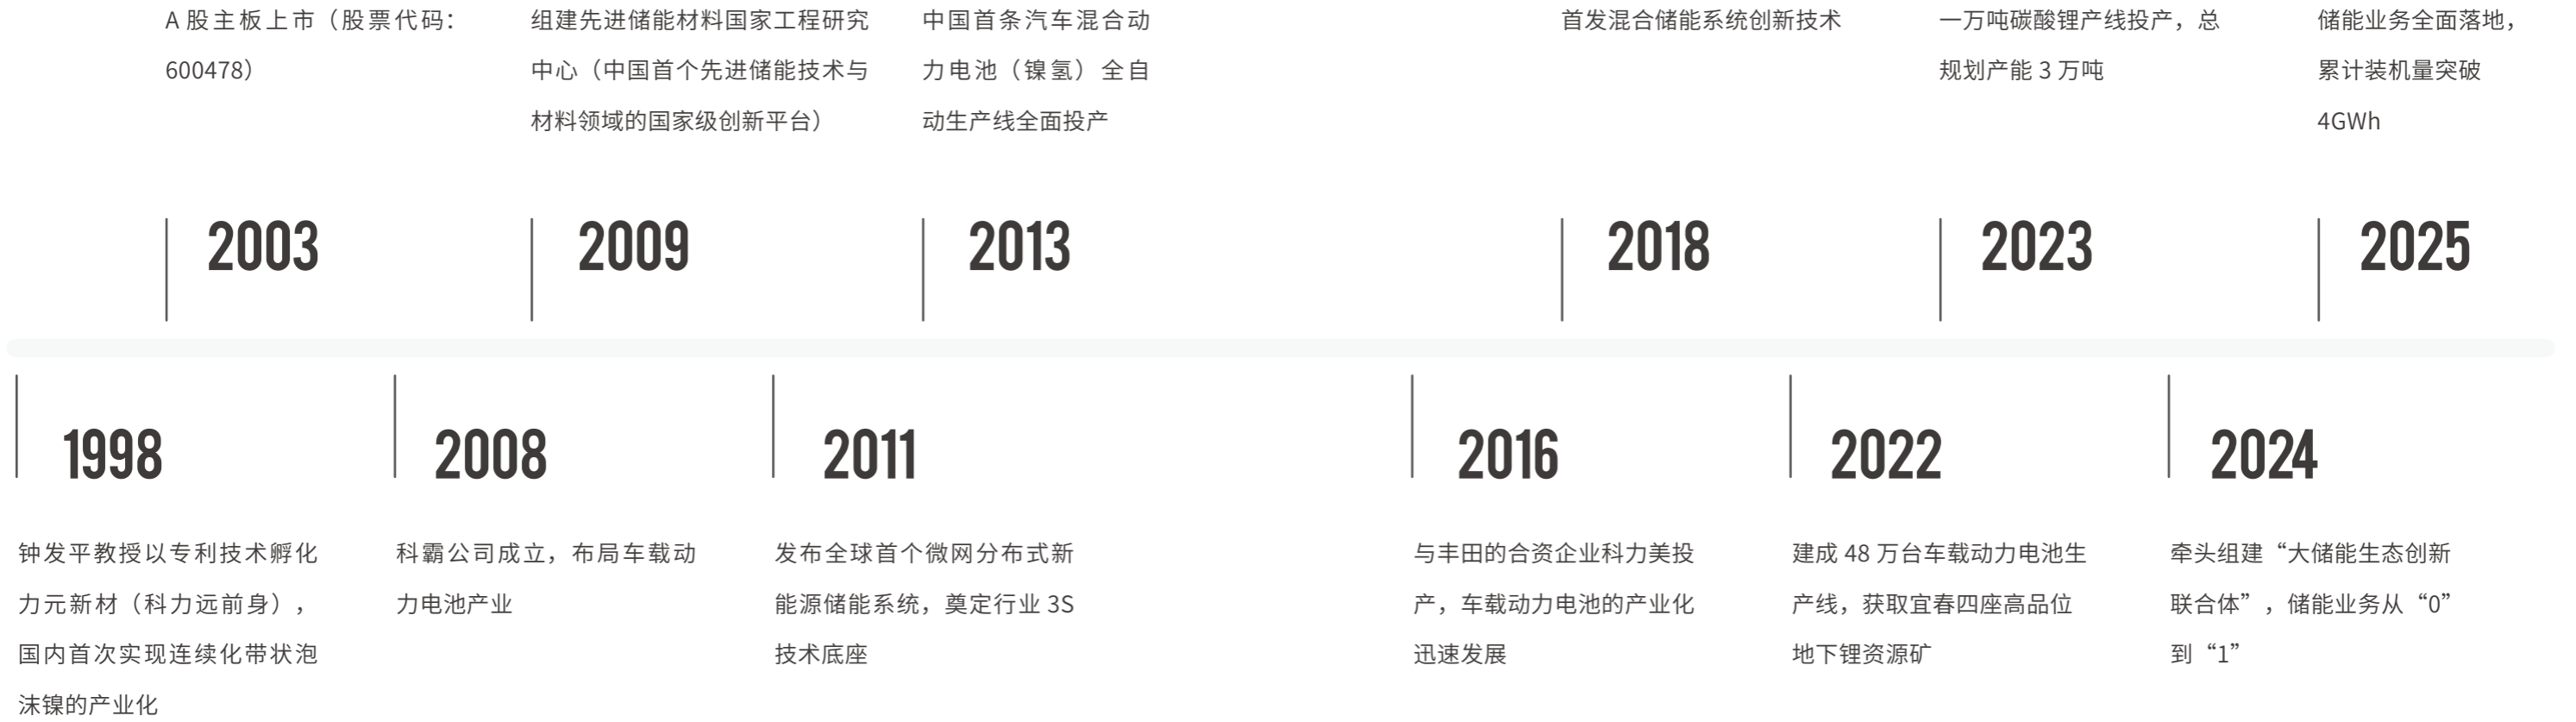 A 股主板上市（股票代码：
600478）
2003
组建先进储能材料国家工程研究
中心（中国首个先进储能技术与
材料领域的国家级创新平台）
2009
中国首条汽车混合动
力电池（镍氢）全自
动生产线全面投产
2013
首发混合储能系统创新技术
2018
一万吨碳酸锂产线投产，总
规划产能 3 万吨
2023
储能业务全面落地，
累计装机量突破
4GWh
2025
1998
钟发平教授以专利技术孵化
力元新材（科力远前身），
国内首次实现连续化带状泡
沫镍的产业化
2008
科霸公司成立，布局车载动
力电池产业
2011
发布全球首个微网分布式新
能源储能系统，奠定行业 3S
技术底座
2016
与丰田的合资企业科力美投
产，车载动力电池的产业化
迅速发展
2022
建成 48 万台车载动力电池生
产线，获取宜春四座高品位
地下锂资源矿
2024
牵头组建“大储能生态创新
联合体”，储能业务从“0”
到“1”